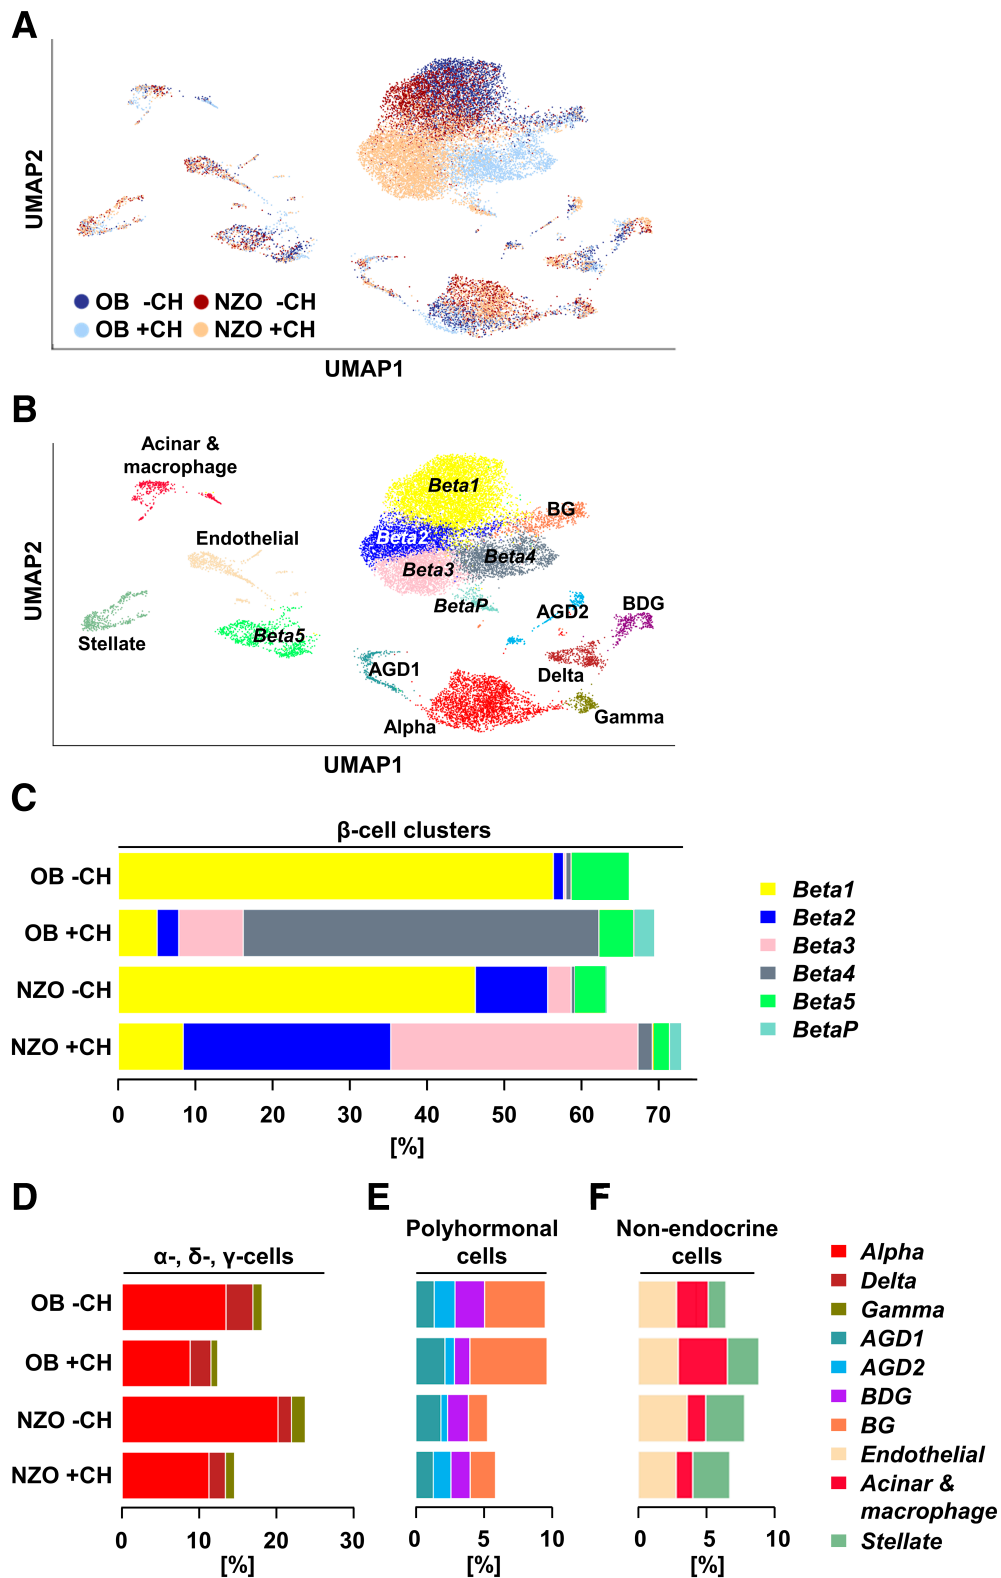 A
UMAP2
OB -CH
NZO -CH
OB +CH
NZO +CH
UMAP1
B
UMAP2
Acinar &
macrophage
Beta1
BG
Endothelial
Beta2
Beta3
Beta4
BetaP
AGD2
BDG
Stellate
Beta5
AGD1
Delta
Alpha
Gamma
UMAP1
C
β-cell clusters
OB -CH
OB +CH
NZO -CH
NZO +CH
0 10 20 30 40 50 60 70
[%]
Beta1
Beta2
Beta3
Beta4
Beta5
BetaP
D
α-, δ-, γ-cells
OB -CH
OB +CH
NZO -CH
NZO +CH
0 10 20 30
[%]
E
Polyhormonal
cells
0 5 10
[%]
F
Non-endocrine
cells
0 5 10
[%]
Alpha
Delta
Gamma
AGD1
AGD2
BDG
BG
Endothelial
Acinar &
macrophage
Stellate